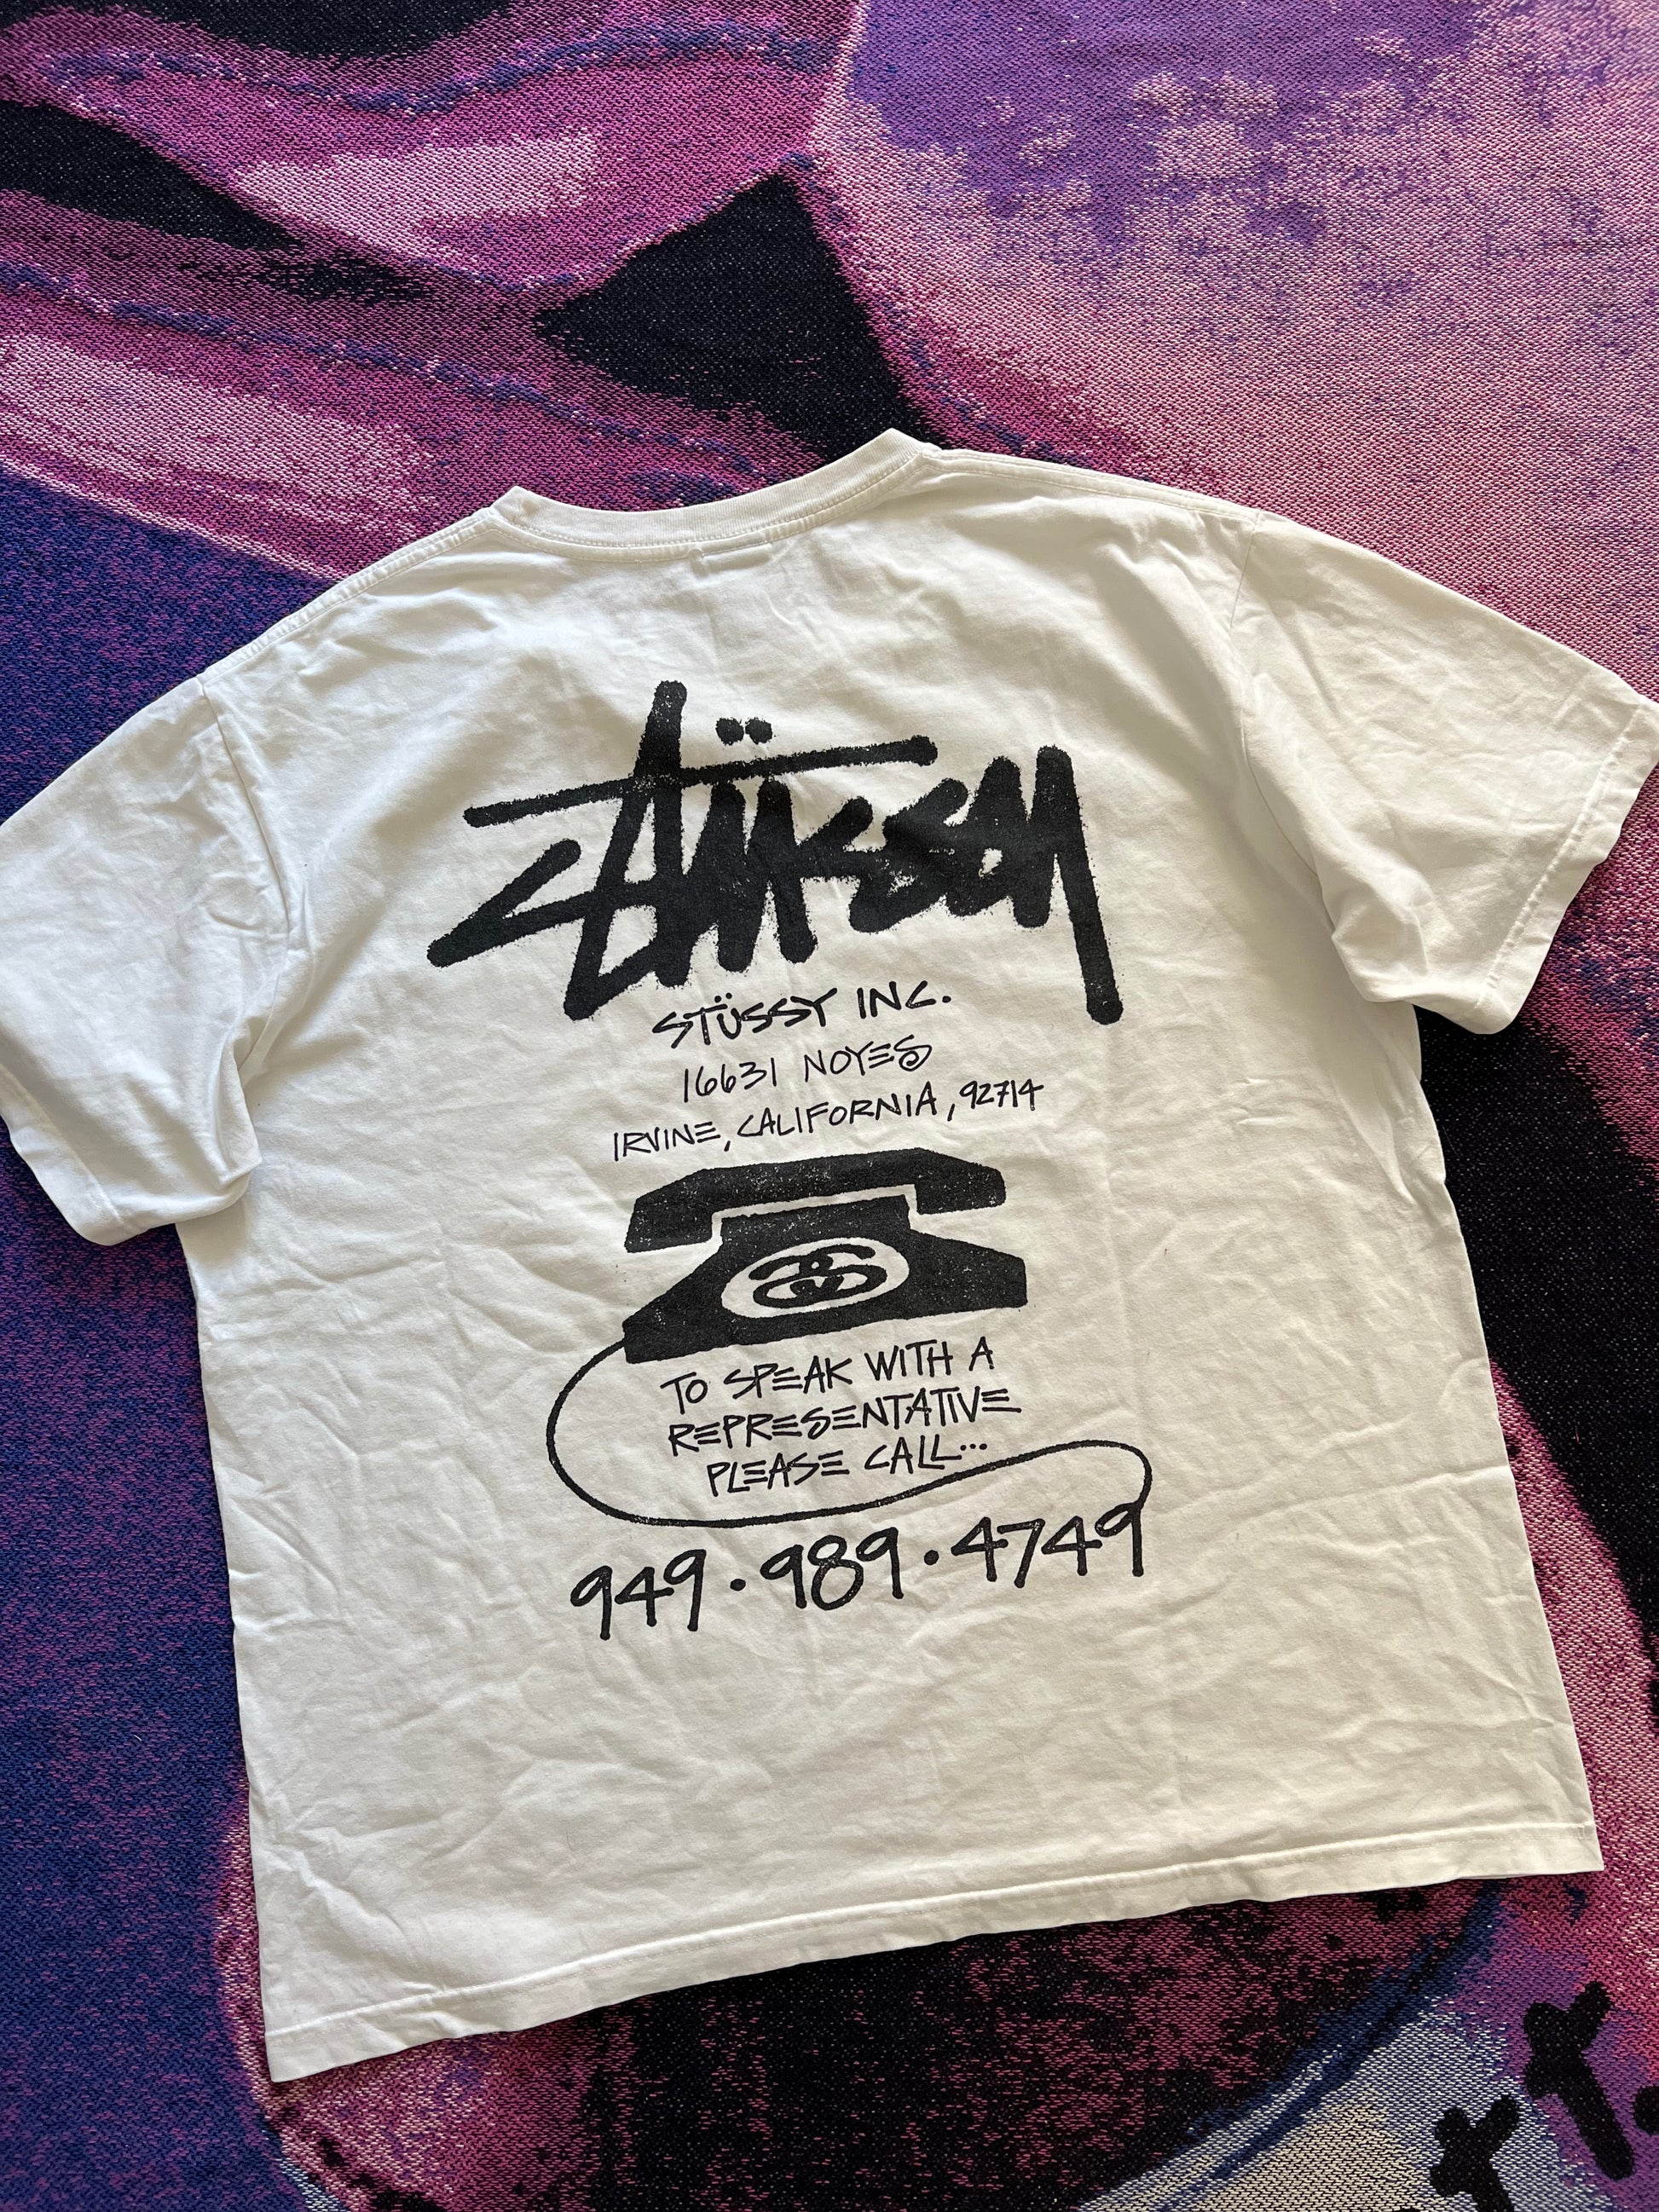 Stüssy
STÜSSY INC.
16631 NOYES
IRVINE, CALIFORNIA, 92714
TO SPEAK WITH A
REPRESENTATIVE
PLEASE CALL...
949·989·4749